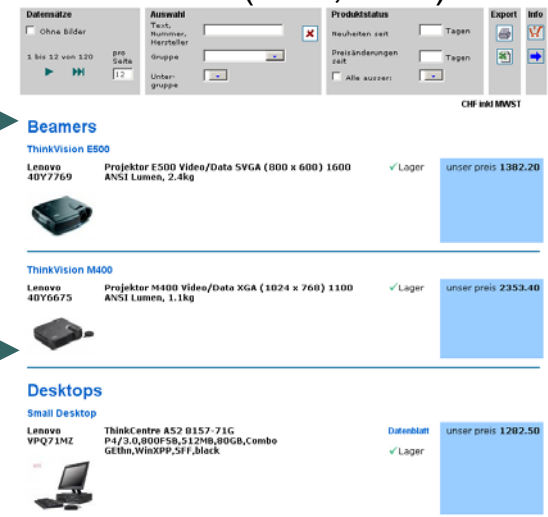 Datensätze
Auswahl
Produktstatus
Export
Info
Ohne Bilder
Text,
Nummer,
Hersteller
Neuheiten seit
Tagen
1 bis 12 von 120
pro
Seite
12
Gruppe
Preisänderungen
seit
Tagen
Unter-
gruppe
Alle ausser:
CHF inkl MWST
Beamers
ThinkVision E500
Lenovo
40Y7769
Projektor E500 Video/Data SVGA (800 x 600) 1600
ANSI Lumen, 2.4kg
Lager
unser preis 1382.20
ThinkVision M400
Lenovo
40Y6675
Projektor M400 Video/Data XGA (1024 x 768) 1100
ANSI Lumen, 1.1kg
Lager
unser preis 2353.40
Desktops
Small Desktop
Lenovo
VPQ71MZ
ThinkCentre A52 8157-71G
P4/3.0,800FSB,512MB,80GB,Combo
GEthn,WinXPP,SFF,black
Datenblatt
Lager
unser preis 1282.50